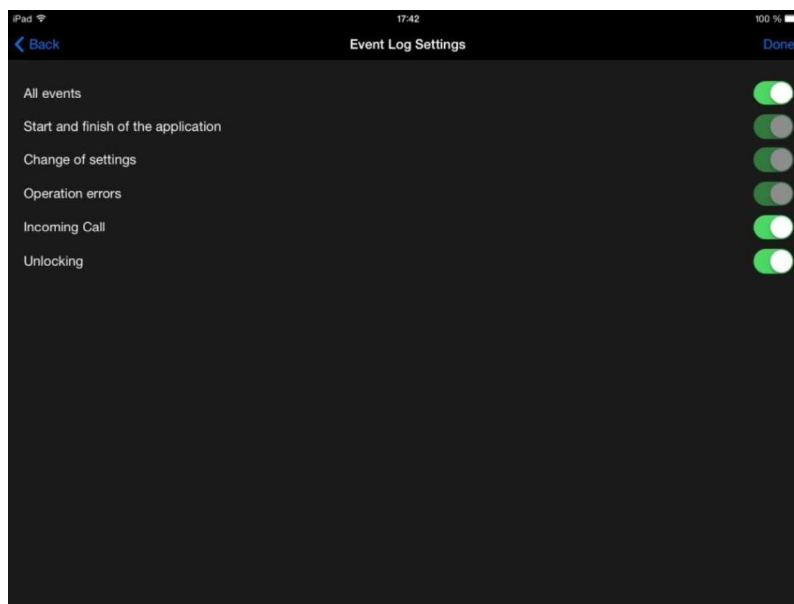 iPad 17:42 100 %
Back Event Log Settings Done
All events
Start and finish of the application
Change of settings
Operation errors
Incoming Call
Unlocking